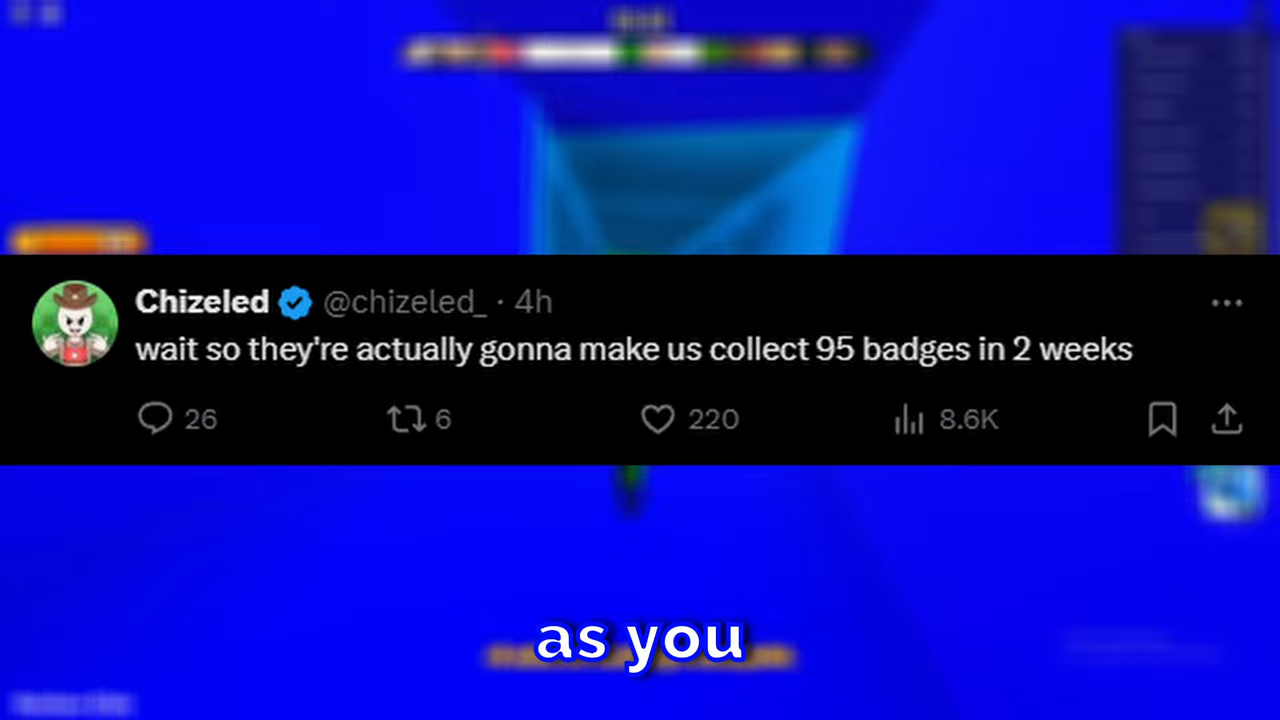 Chizeled @chizeled_ · 4h
wait so they're actually gonna make us collect 95 badges in 2 weeks
26 6 220 8.6K
as you